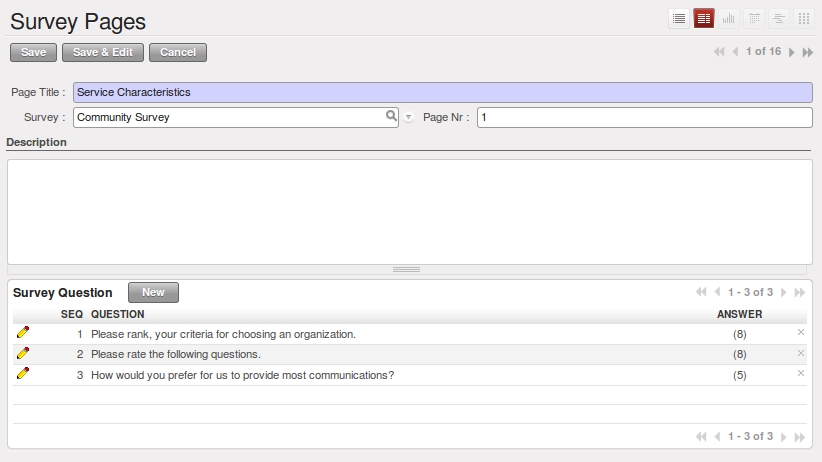 Survey Pages
Save Save & Edit Cancel 1 of 16
Page Title : Service Characteristics
Survey : Community Survey Page Nr : 1
Description
Survey Question New 1 - 3 of 3
SEQ QUESTION ANSWER
1 Please rank, your criteria for choosing an organization. (8)
2 Please rate the following questions. (8)
3 How would you prefer for us to provide most communications? (5)
1 - 3 of 3